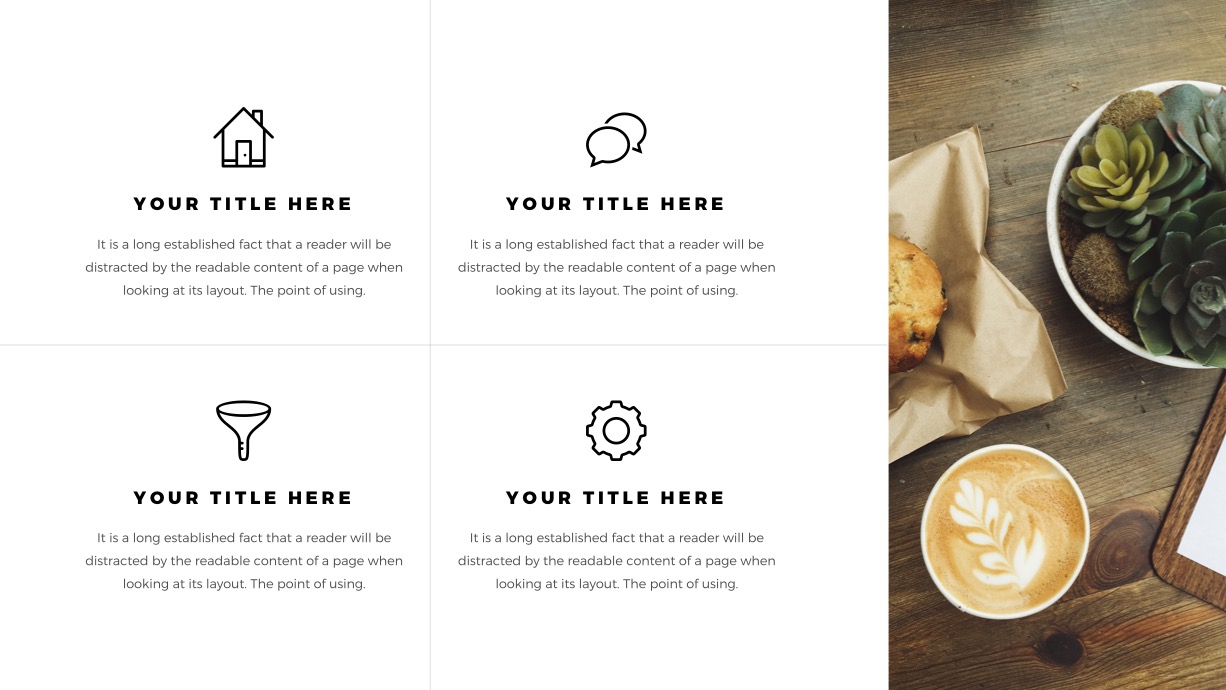 YOUR TITLE HERE
It is a long established fact that a reader will be
distracted by the readable content of a page when
looking at its layout. The point of using.
YOUR TITLE HERE
It is a long established fact that a reader will be
distracted by the readable content of a page when
looking at its layout. The point of using.
YOUR TITLE HERE
It is a long established fact that a reader will be
distracted by the readable content of a page when
looking at its layout. The point of using.
YOUR TITLE HERE
It is a long established fact that a reader will be
distracted by the readable content of a page when
looking at its layout. The point of using.